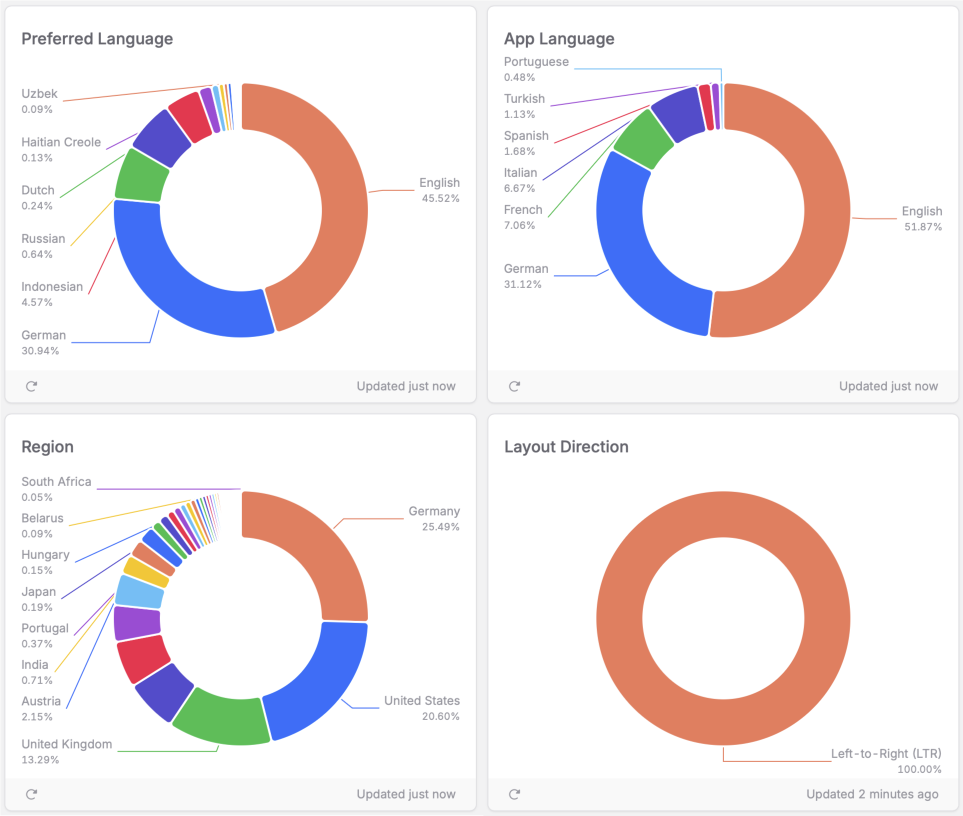 Preferred Language
Uzbek
0.09%
Haitian Creole
0.13%
Dutch
0.24%
Russian
0.64%
Indonesian
4.57%
German
30.94%
English
45.52%
Updated just now
App Language
Portuguese
0.48%
Turkish
1.13%
Spanish
1.68%
Italian
6.67%
French
7.06%
German
31.12%
English
51.87%
Updated just now
Region
South Africa
0.05%
Belarus
0.09%
Hungary
0.15%
Japan
0.19%
Portugal
0.37%
India
0.71%
Austria
2.15%
United Kingdom
13.29%
Germany
25.49%
United States
20.60%
Updated just now
Layout Direction
Left-to-Right (LTR)
100.00%
Updated 2 minutes ago